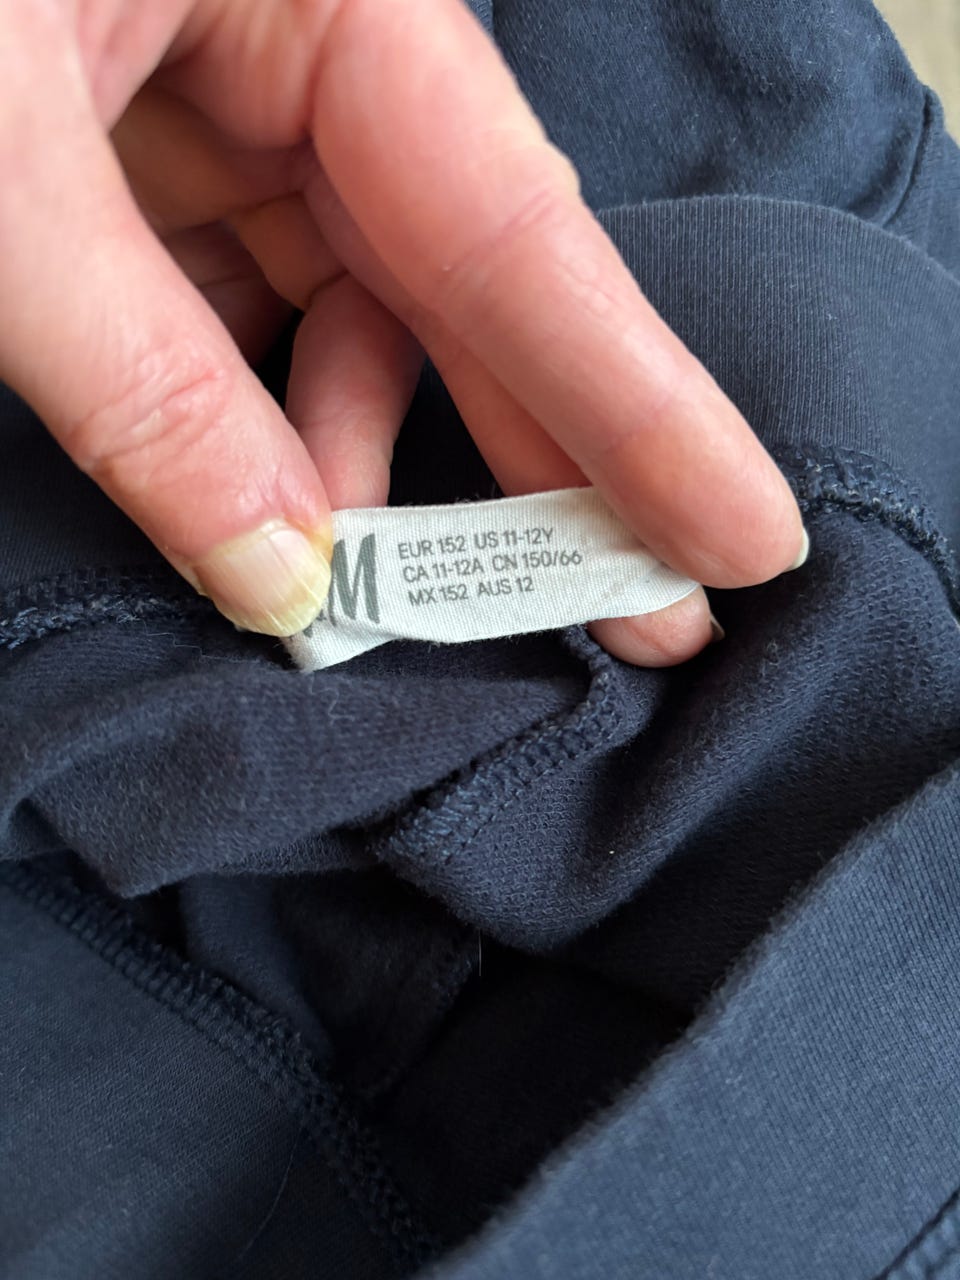 M
EUR 152 US 11-12Y
CA 11-12A CN 150/66
MX 152 AUS 12